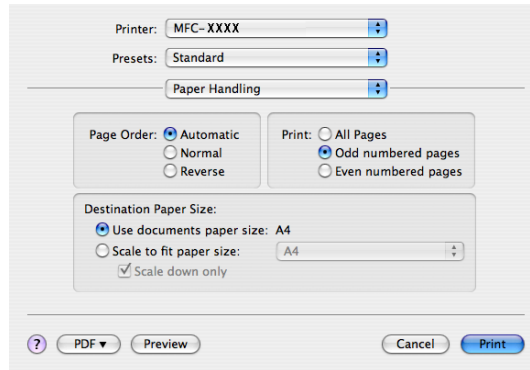 Printer: MFC-XXXX
Presets: Standard
Paper Handling
Page Order: Automatic
Normal
Reverse
Print: All Pages
Odd numbered pages
Even numbered pages
Destination Paper Size:
Use documents paper size: A4
Scale to fit paper size: A4
Scale down only
? PDF ▼ Preview Cancel Print